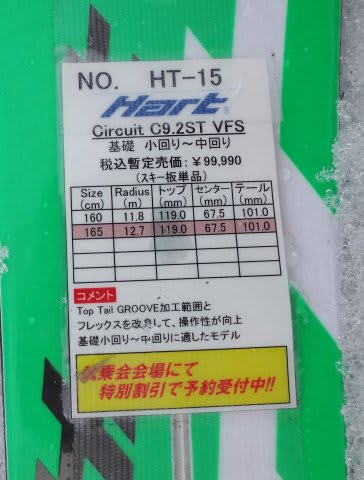 NO. HT-15
Hart
Circuit C9.2ST VFS
基礎 小回り～中回り
税込暫定売価：￥99,990
(スキー板単品)
Size (cm) Radius (m) トップ (mm) センター (mm) テール (mm)
160 11.8 119.0 67.5 101.0
165 12.7 119.0 67.5 101.0
コメント
Top Tail GROOVE加工範囲と
フレックスを改良して、操作性が向上
基礎小回り～中回りに適したモデル
乗会会場にて
特別割引で予約受付中!!